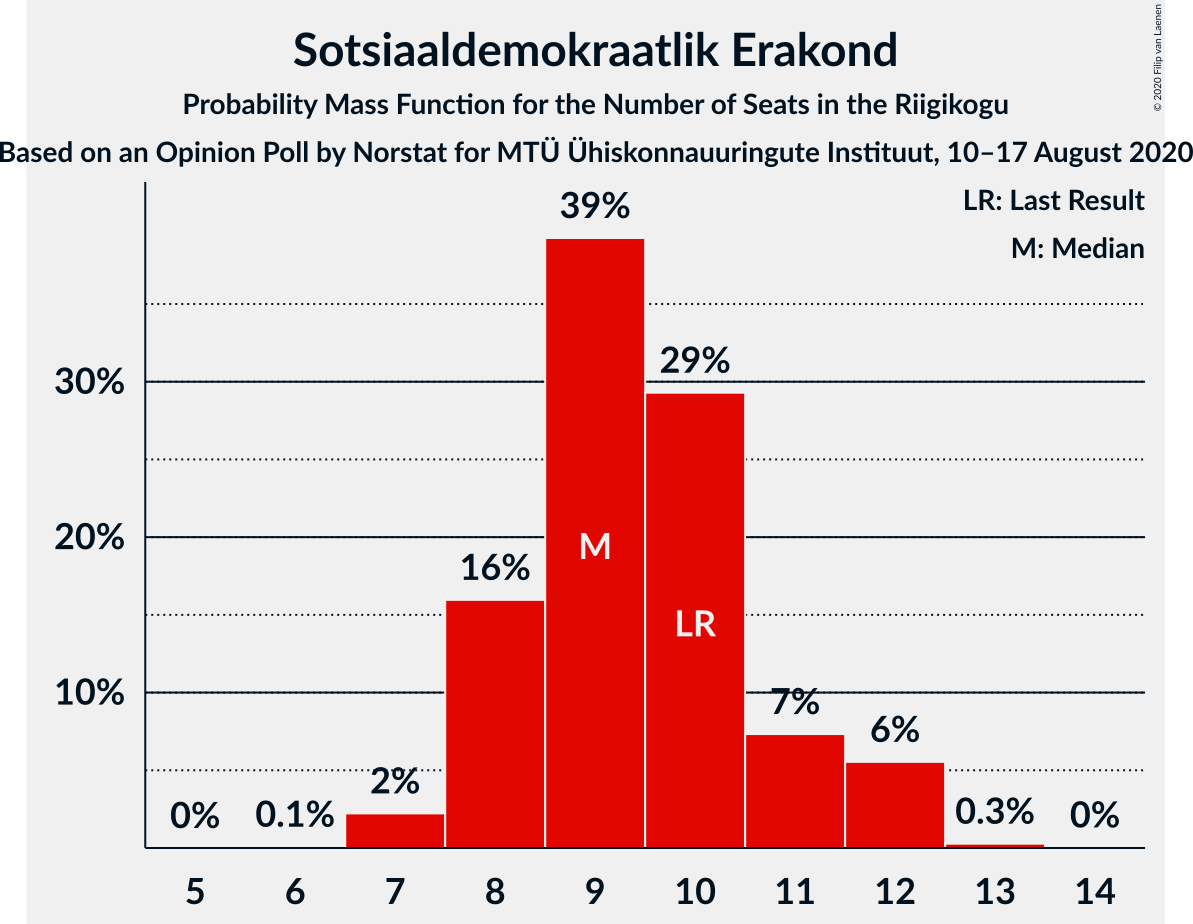 © 2020 Filip van Laenen
Sotsiaaldemokraatlik Erakond
Probability Mass Function for the Number of Seats in the Riigikogu
Based on an Opinion Poll by Norstat for MTÜ Ühiskonnauuringute Instituut, 10–17 August 2020
LR: Last Result
M: Median
39%
29%
30%
20%
16%
M
LR
10%
7%
6%
2%
0%
0.1%
0.3%
0%
5 6 7 8 9 10 11 12 13 14